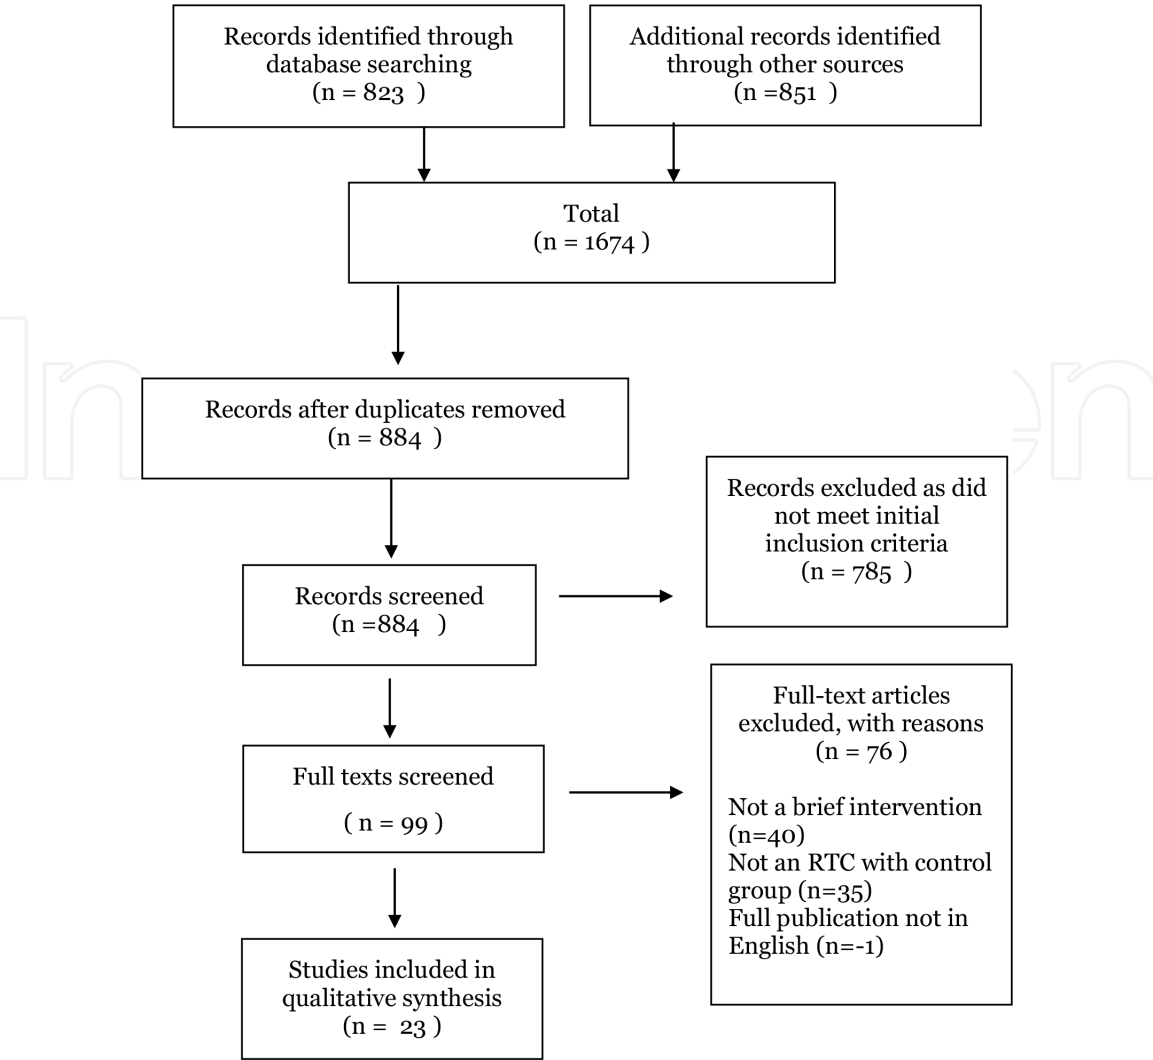 Records identified through
database searching
(n = 823 )
Additional records identified
through other sources
(n =851 )
Total
(n = 1674 )
Records after duplicates removed
(n = 884 )
Records excluded as did
not meet initial
inclusion criteria
(n = 785 )
Records screened
(n =884 )
Full-text articles
excluded, with reasons
(n = 76 )
Not a brief intervention
(n=40)
Not an RTC with control
group (n=35)
Full publication not in
English (n=-1)
Full texts screened
( n = 99 )
Studies included in
qualitative synthesis
(n = 23 )